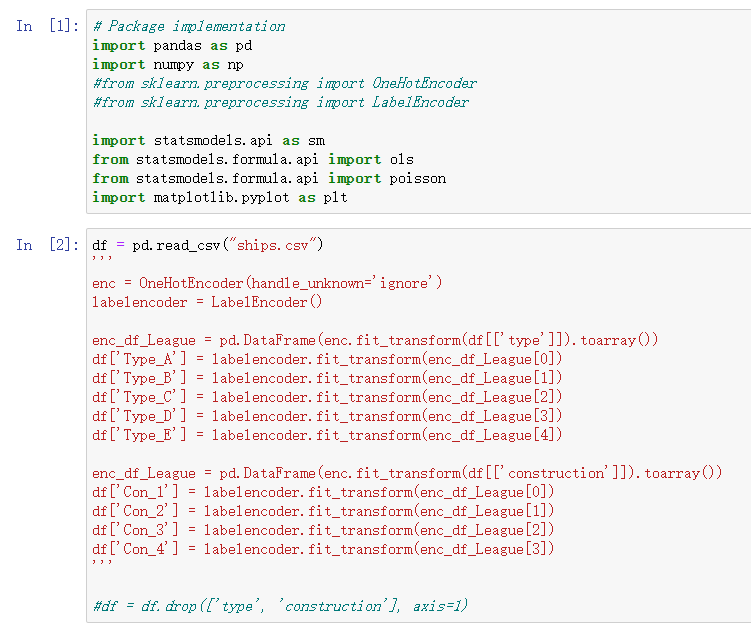 In [1]: # Package implementation
import pandas as pd
import numpy as np
#from sklearn.preprocessing import OneHotEncoder
#from sklearn.preprocessing import LabelEncoder
import statsmodels.api as sm
from statsmodels.formula.api import ols
from statsmodels.formula.api import poisson
import matplotlib.pyplot as plt
In [2]: df = pd.read_csv("ships.csv")
'''
enc = OneHotEncoder(handle_unknown='ignore')
labelencoder = LabelEncoder()
enc_df_League = pd.DataFrame(enc.fit_transform(df[['type']]).toarray())
df['Type_A'] = labelencoder.fit_transform(enc_df_League[0])
df['Type_B'] = labelencoder.fit_transform(enc_df_League[1])
df['Type_C'] = labelencoder.fit_transform(enc_df_League[2])
df['Type_D'] = labelencoder.fit_transform(enc_df_League[3])
df['Type_E'] = labelencoder.fit_transform(enc_df_League[4])
enc_df_League = pd.DataFrame(enc.fit_transform(df[['construction']]).toarray())
df['Con_1'] = labelencoder.fit_transform(enc_df_League[0])
df['Con_2'] = labelencoder.fit_transform(enc_df_League[1])
df['Con_3'] = labelencoder.fit_transform(enc_df_League[2])
df['Con_4'] = labelencoder.fit_transform(enc_df_League[3])
'''
#df = df.drop(['type', 'construction'], axis=1)